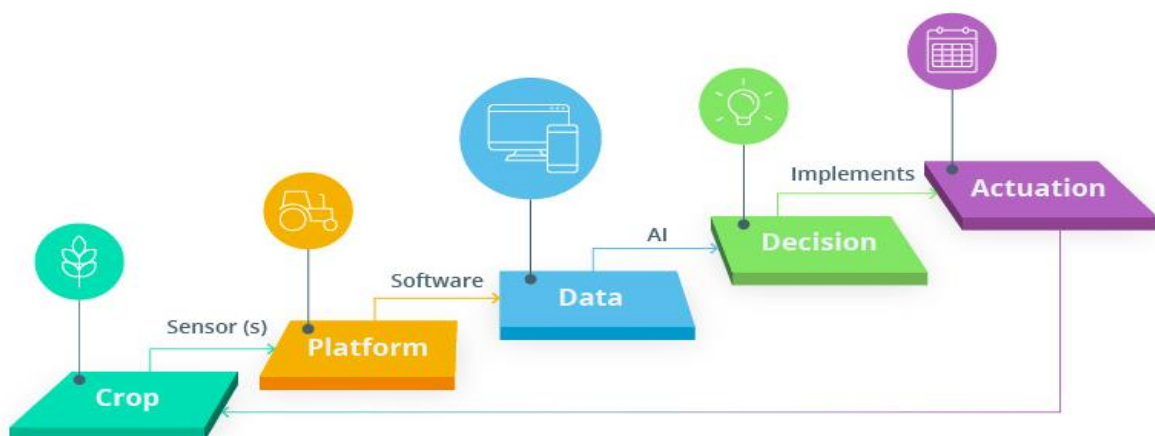 Crop
Sensor (s)
Platform
Software
Data
AI
Decision
Implements
Actuation